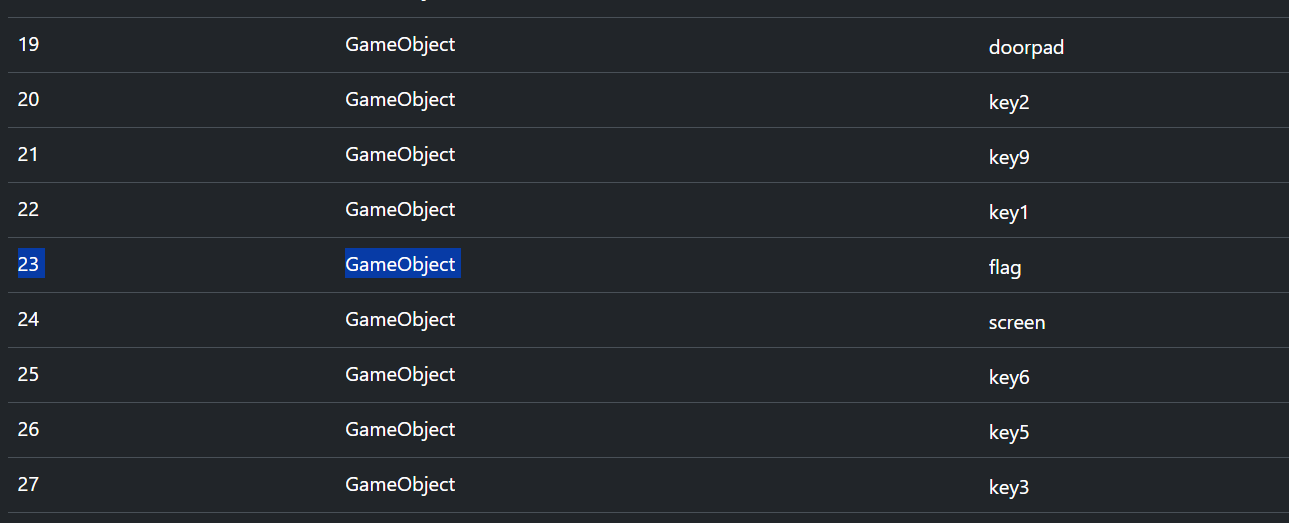 19 GameObject doorpad
20 GameObject key2
21 GameObject key9
22 GameObject key1
23 GameObject flag
24 GameObject screen
25 GameObject key6
26 GameObject key5
27 GameObject key3